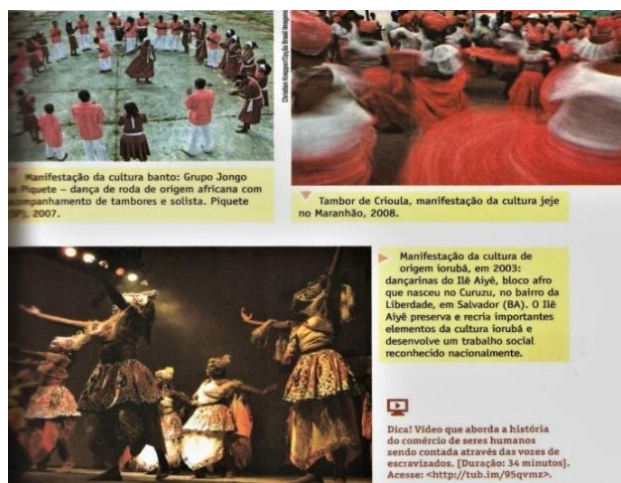 Manifestação da cultura banto: Grupo Jongo
Piquete – dança de roda de origem africana com
companhamento de tambores e solista. Piquete
SP), 2007.
Tambor de Crioula, manifestação da cultura jeje
no Maranhão, 2008.
Manifestação da cultura de
origem iorubá, em 2003:
dançarinas do Ilê Aiyê, bloco afro
que nasceu no Curuzu, no bairro da
Liberdade, em Salvador (BA). O Ilê
Aiyê preserva e recria importantes
elementos da cultura iorubá e
desenvolve um trabalho social
reconhecido nacionalmente.
Dica! Vídeo que aborda a história
do comércio de seres humanos
sendo contada através das vozes de
escravizados. [Duração: 34 minutos].
Acesse: <http://tub.im/95qvmz>.